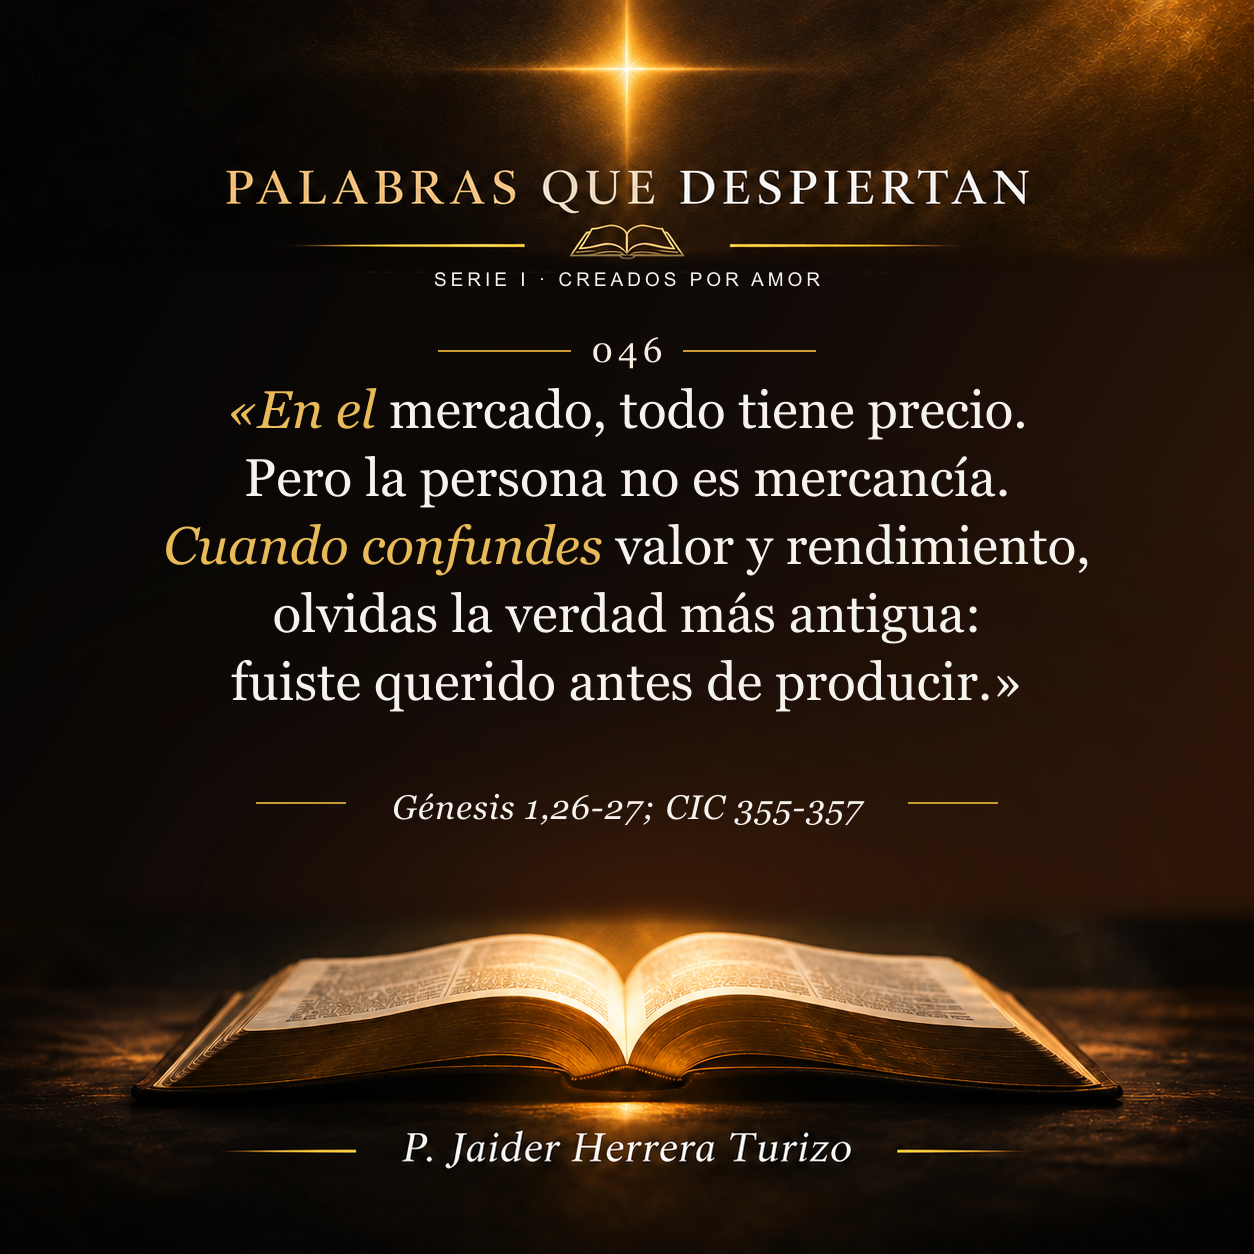 PALABRAS QUE DESPIERTAN
SERIE I · CREADOS POR AMOR
046
«En el mercado, todo tiene precio.
Pero la persona no es mercancía.
Cuando confundes valor y rendimiento,
olvidas la verdad más antigua:
fuiste querido antes de producir.»
Génesis 1,26-27; CIC 355-357
P. Jaider Herrera Turizo